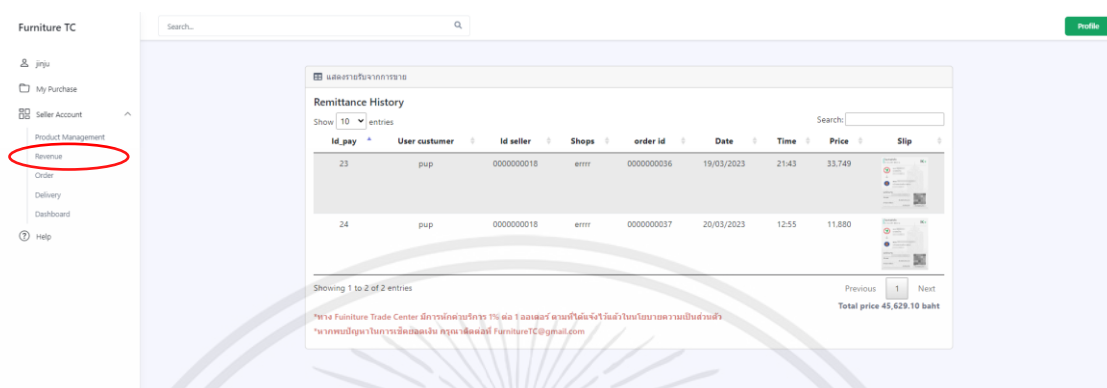 Furniture TC
Search...
Profile
jinju
My Purchase
Seller Account
Product Management
Revenue
Order
Delivery
Dashboard
Help
แสดงรายรับจากการขาย
Remittance History
Show 10 entries
Search:
Id_pay User custumer Id seller Shops order id Date Time Price Slip
23 pup 0000000018 errr 0000000036 19/03/2023 21:43 33,749
24 pup 0000000018 errr 0000000037 20/03/2023 12:55 11,880
Showing 1 to 2 of 2 entries
Previous 1 Next
Total price 45,629.10 baht
*ทาง Fuiniture Trade Center มีการหักค่าบริการ 1% ต่อ 1 ออเดอร์ ตามที่ได้แจ้งไว้แล้วในนโยบายความเป็นส่วนตัว
*หากพบปัญหาในการเช็คยอดเงิน กรุณาติดต่อที่ FurnitureTC@gmail.com